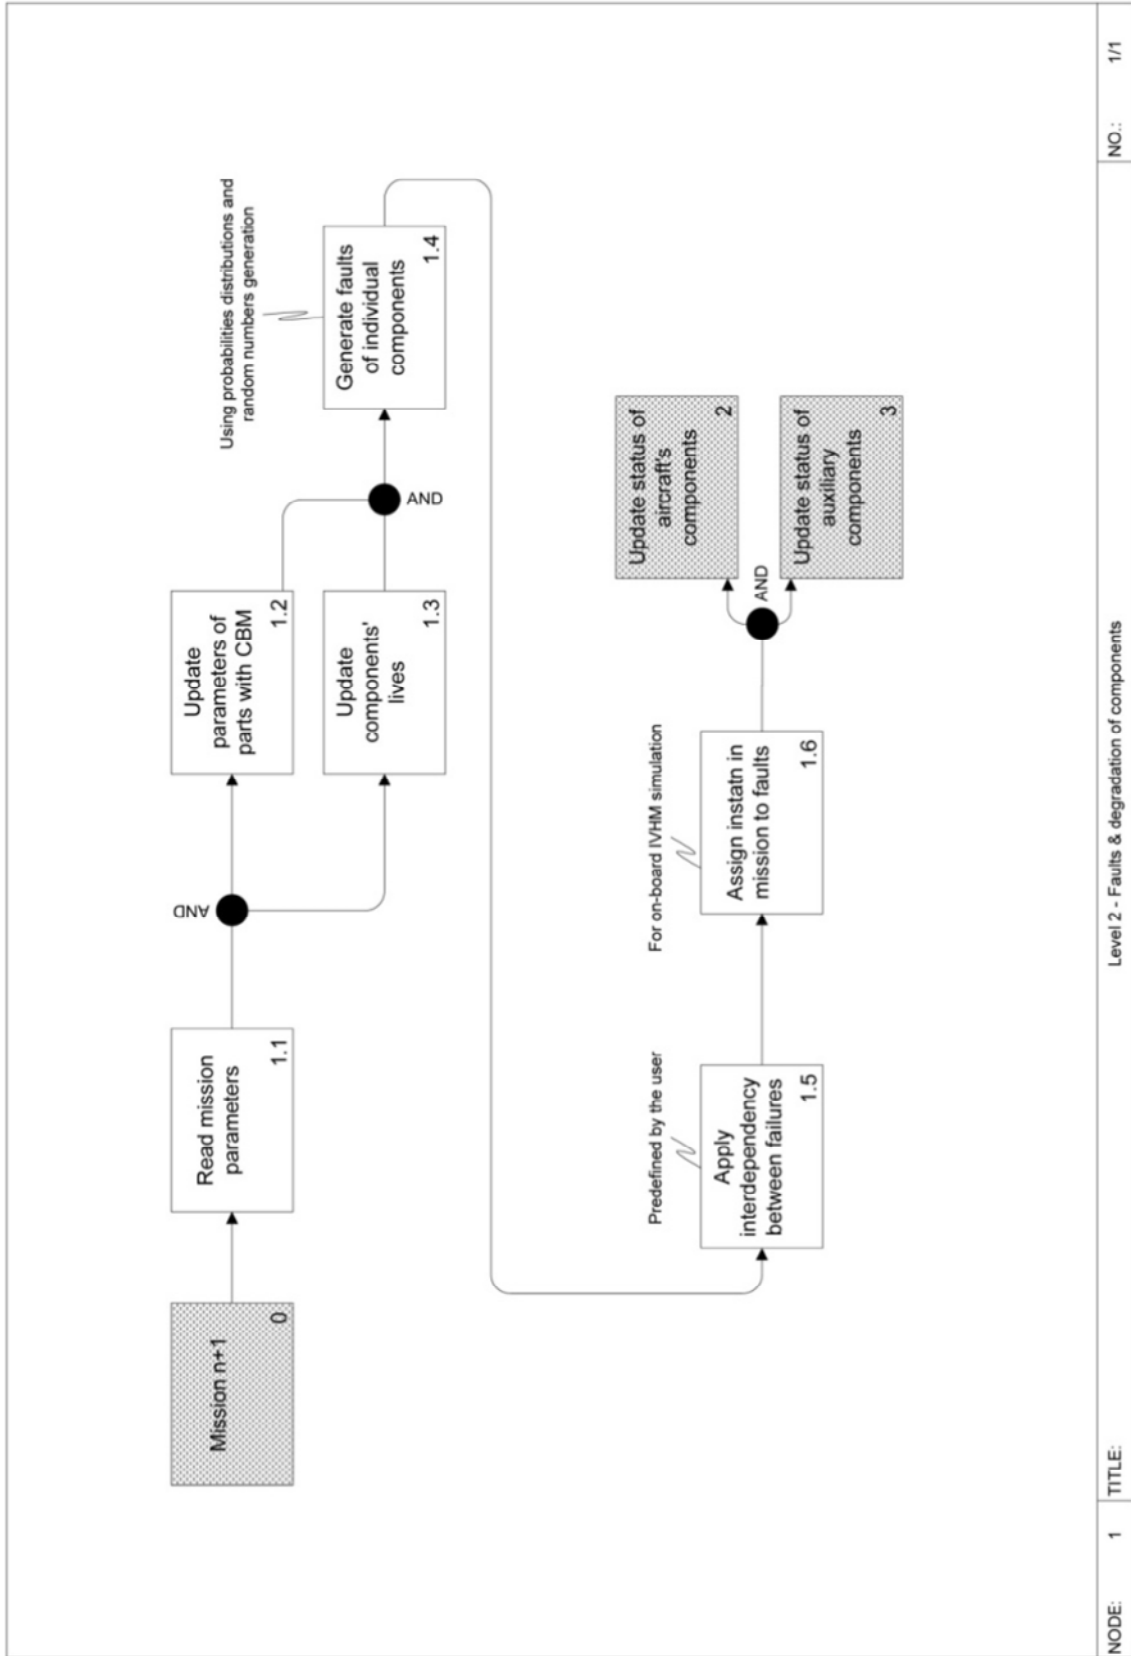 Mission n+1
0
Read mission
parameters
1.1
AND
Update
parameters of
parts with CBM
1.2
Update
components'
lives
1.3
AND
Using probabilities distributions and
random numbers generation
Generate faults
of individual
components
1.4
Predefined by the user
Apply
interdependency
between failures
1.5
For on-board IVHM simulation
Assign instatn in
mission to faults
1.6
AND
Update status of
aircraft's
components
2
Update status of
auxiliary
components
3
NODE: 1
TITLE: Level 2 - Faults & degradation of components
NO.: 1/1